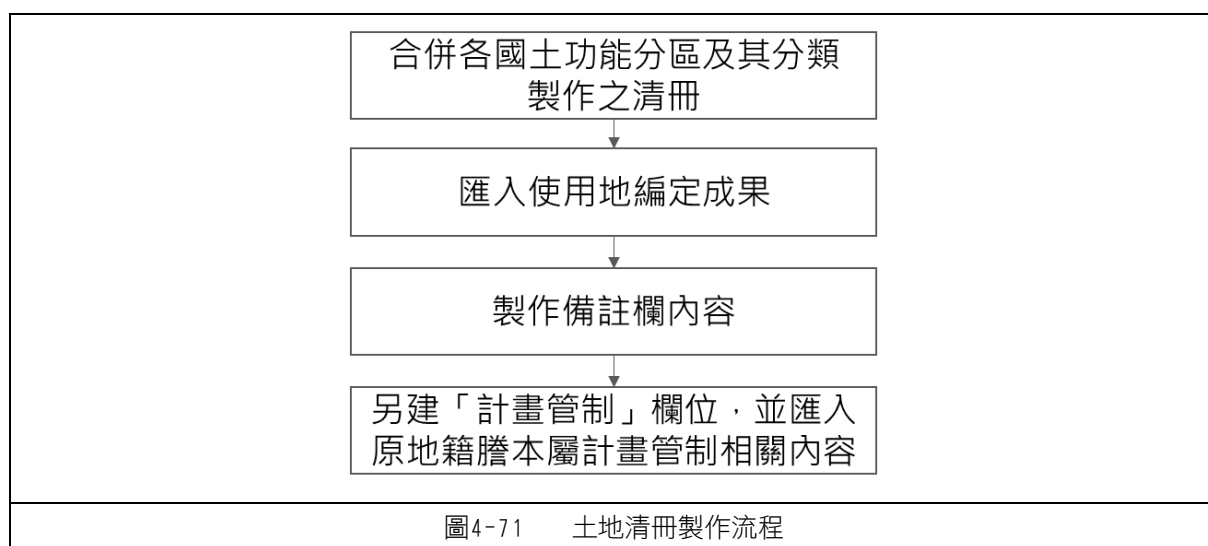 合併各國土功能分區及其分類
製作之清冊
匯入使用地編定成果
製作備註欄內容
另建「計畫管制」欄位，並匯入
原地籍謄本屬計畫管制相關內容
圖4-71 土地清冊製作流程